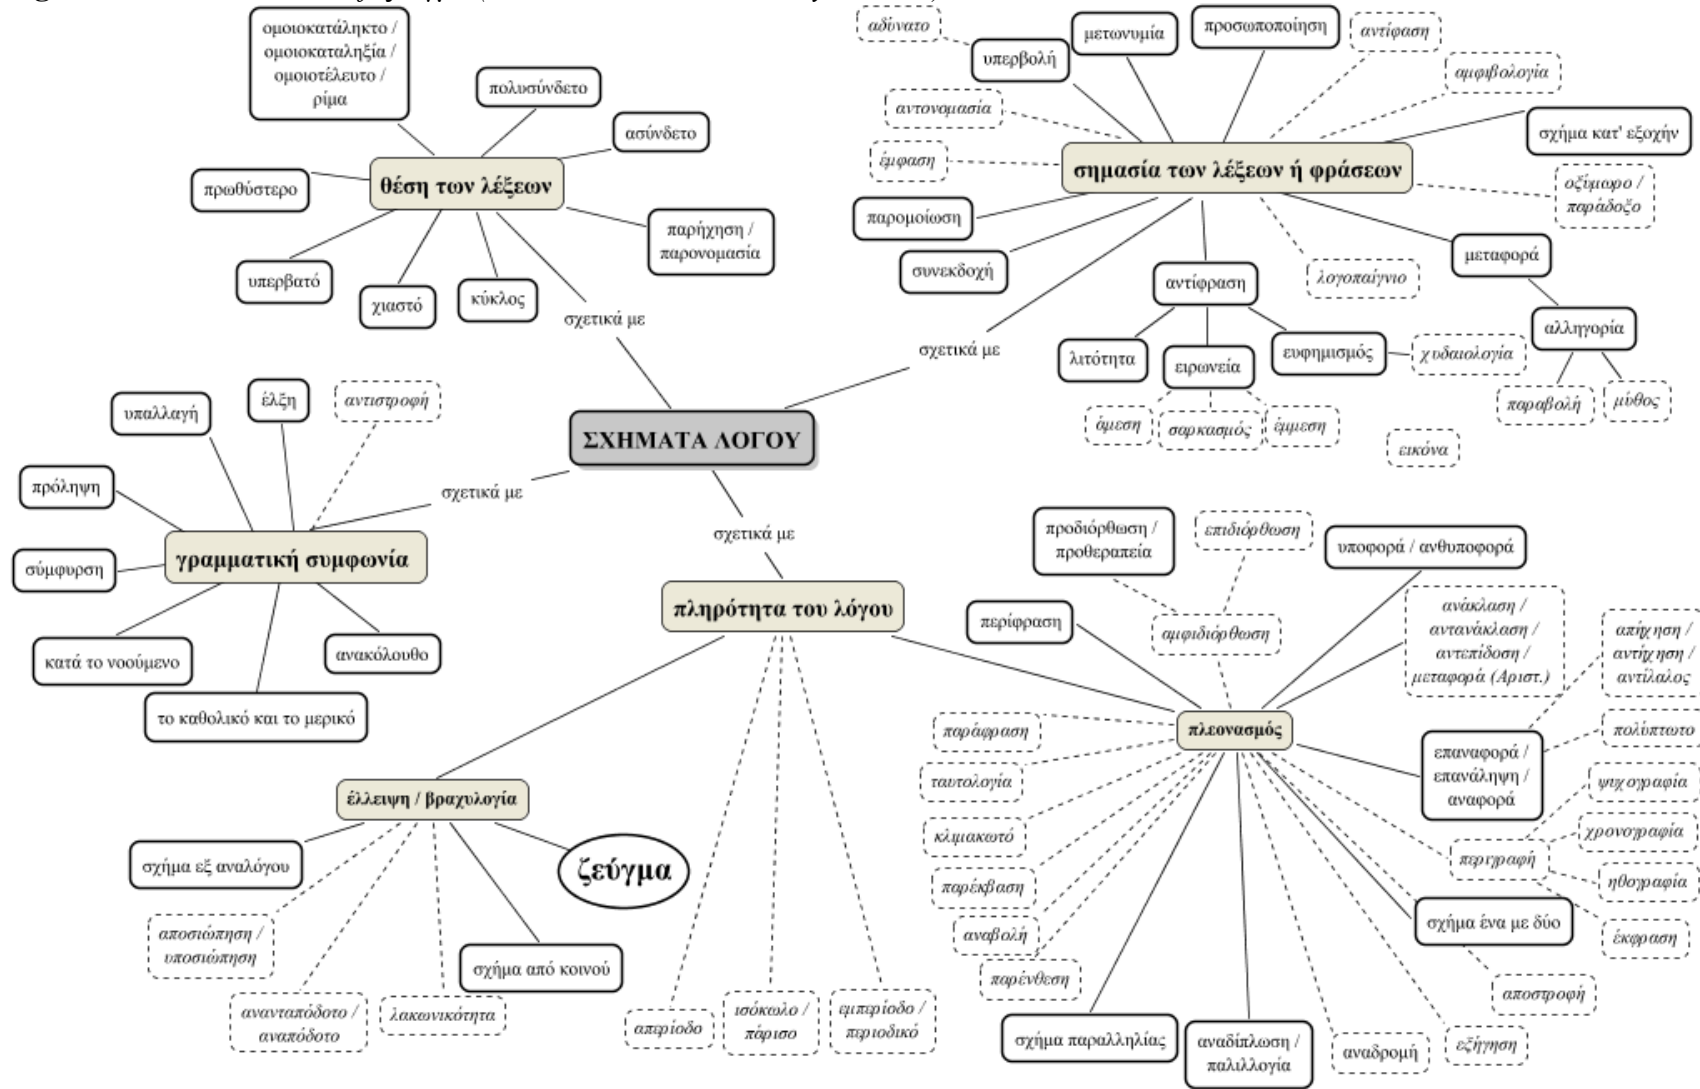 ομοιοκατάληκτο /
ομοιοκαταληξία /
ομοιοτέλευτο /
ρίμα
πολυσύνδετο
ασύνδετο
πρωθύστερο
θέση των λέξεων
παρήχηση /
παρονομασία
υπερβατό
χιαστό
κύκλος
σχετικά με
αδύνατο
υπερβολή
μετωνυμία
προσωποποίηση
αντίφαση
αμφιβολογία
αντονομασία
σχήμα κατ' εξοχήν
έμφαση
σημασία των λέξεων ή φράσεων
οξύμωρο /
παράδοξο
παρομοίωση
συνεκδοχή
αντίφραση
λογοπαίγνιο
μεταφορά
σχετικά με
λιτότητα
ειρωνεία
ευφημισμός
χυδαιολογία
αλληγορία
άμεση
σαρκασμός
έμμεση
παραβολή
μύθος
εικόνα
ΣΧΗΜΑΤΑ ΛΟΓΟΥ
υπαλλαγή
έλξη
αντιστροφή
πρόληψη
σχετικά με
σύμφυρση
γραμματική συμφωνία
κατά το νοούμενο
ανακόλουθο
το καθολικό και το μερικό
σχετικά με
πληρότητα του λόγου
προδιόρθωση /
προθεραπεία
επιδιόρθωση
υποφορά / ανθυποφορά
περίφραση
αμφιδιόρθωση
ανάκλαση /
αντανάκλαση /
αντεπίδοση /
μεταφορά (Αριστ.)
απήχηση /
αντήχηση /
αντίλαλος
παράφραση
πλεονασμός
πολύπτωτο
ταυτολογία
επαναφορά /
επανάληψη /
αναφορά
ψυχογραφία
κλιμακωτό
χρονογραφία
περιγραφή
παρέκβαση
ηθογραφία
αναβολή
σχήμα ένα με δύο
έκφραση
παρένθεση
αποστροφή
σχήμα παραλληλίας
αναδίπλωση /
παλιλλογία
αναδρομή
εξήγηση
έλλειψη / βραχυλογία
σχήμα εξ αναλόγου
ζεύγμα
αποσιώπηση /
υποσιώπηση
σχήμα από κοινού
ανανταπόδοτο /
αναπόδοτο
λακωνικότητα
απερίοδο
ισόκωλο /
πάρισο
εμπερίοδο /
περιοδικό